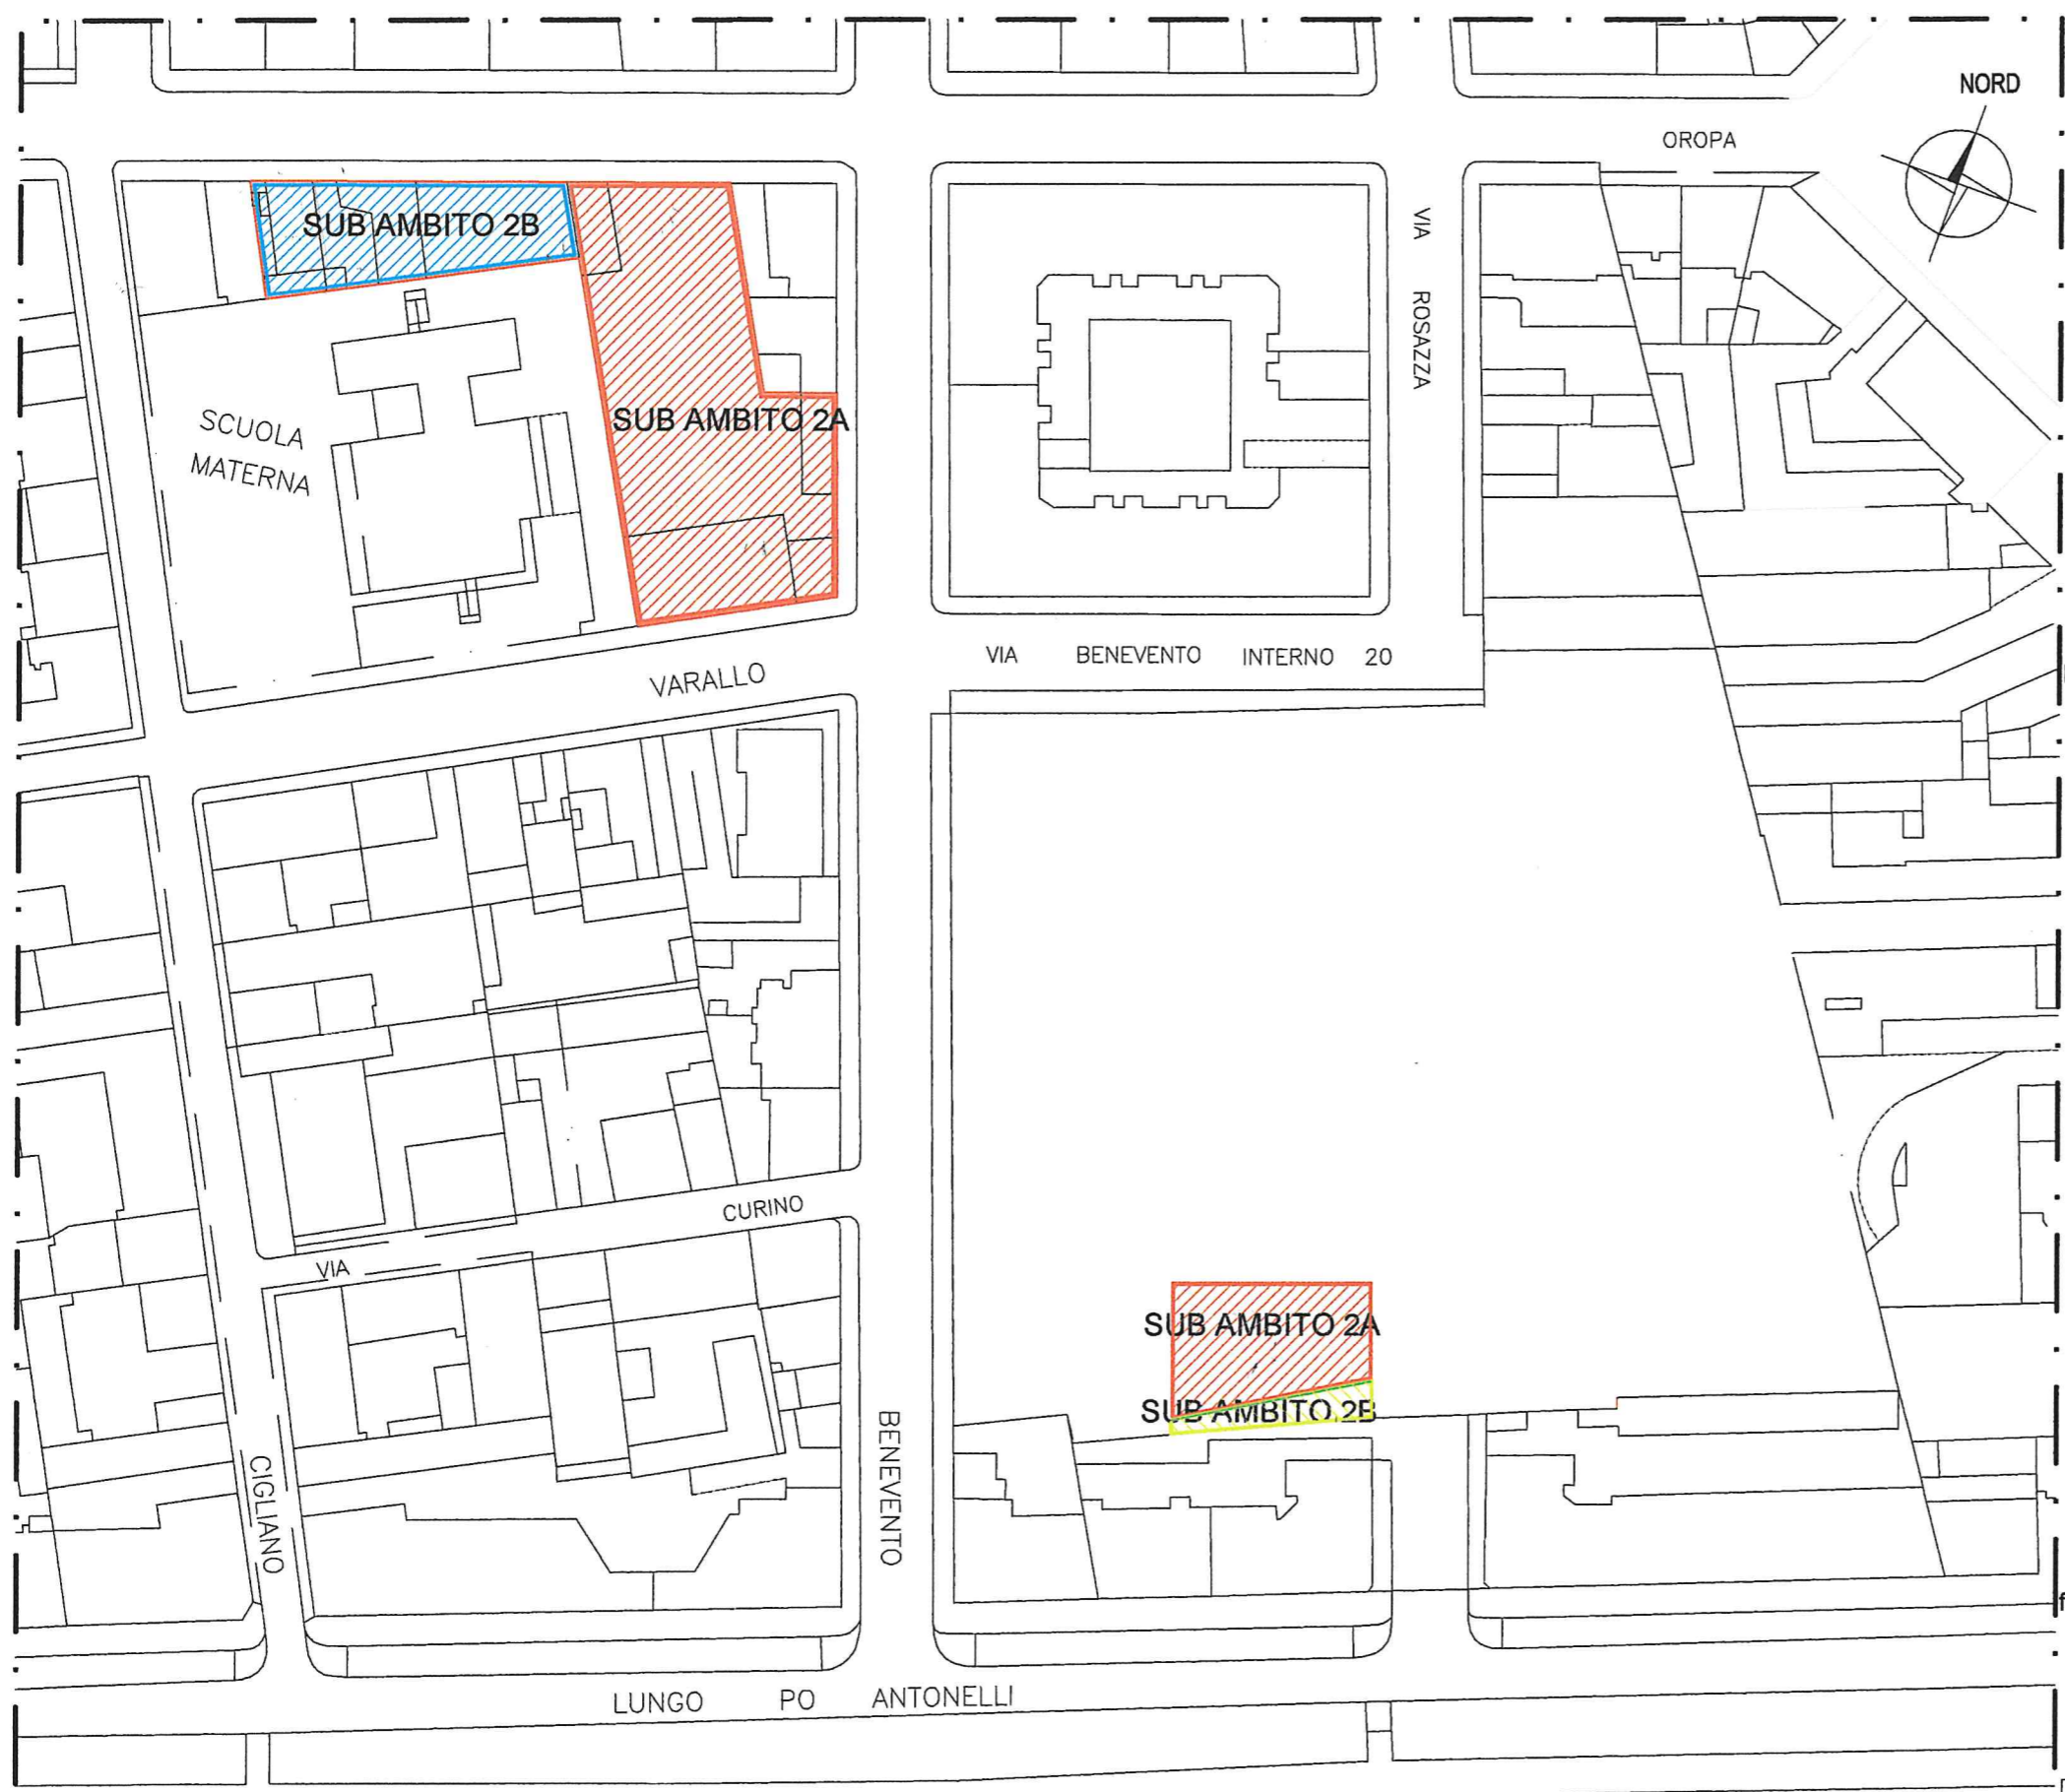 NORD
OROPA
SUB AMBITO 2B
VIA ROSAZZA
SUB AMBITO 2A
SCUOLA
MATERNA
VIA BENEVENTO INTERNO 20
VARALLO
CURINO
VIA
SUB AMBITO 2A
SUB AMBITO 2B
BENEVENTO
CIGLIANO
LUNGO PO ANTONELLI